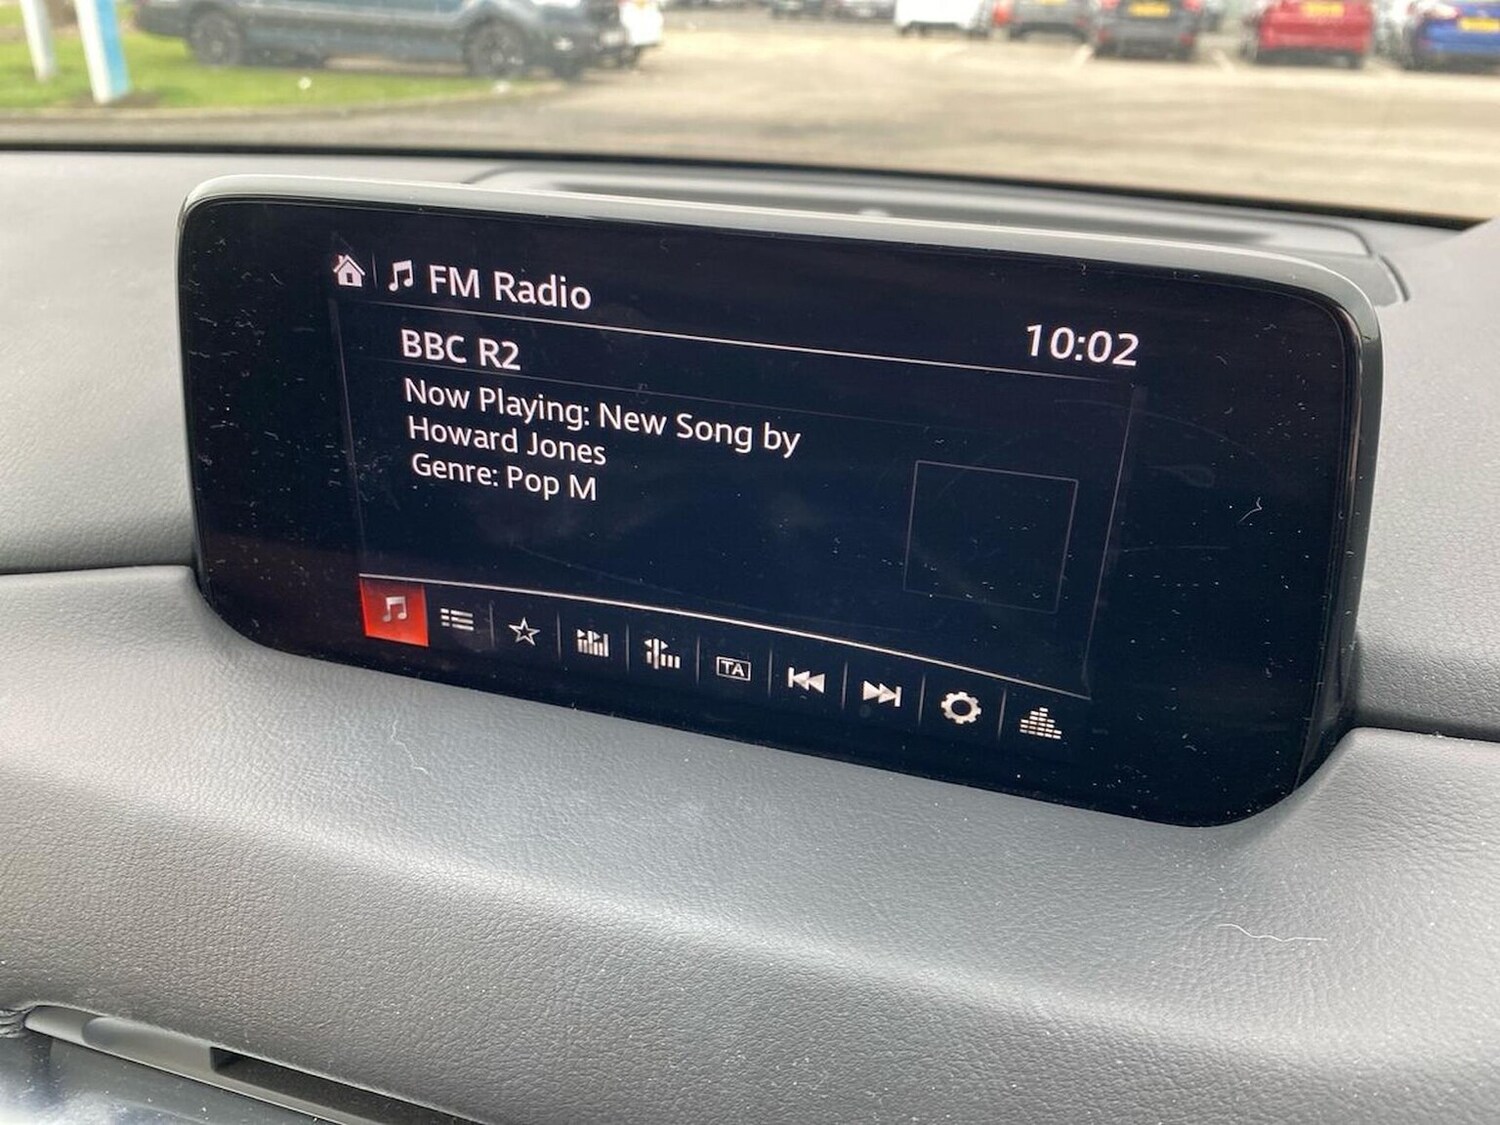 FM Radio
10:02
BBC R2
Now Playing: New Song by
Howard Jones
Genre: Pop M
TA